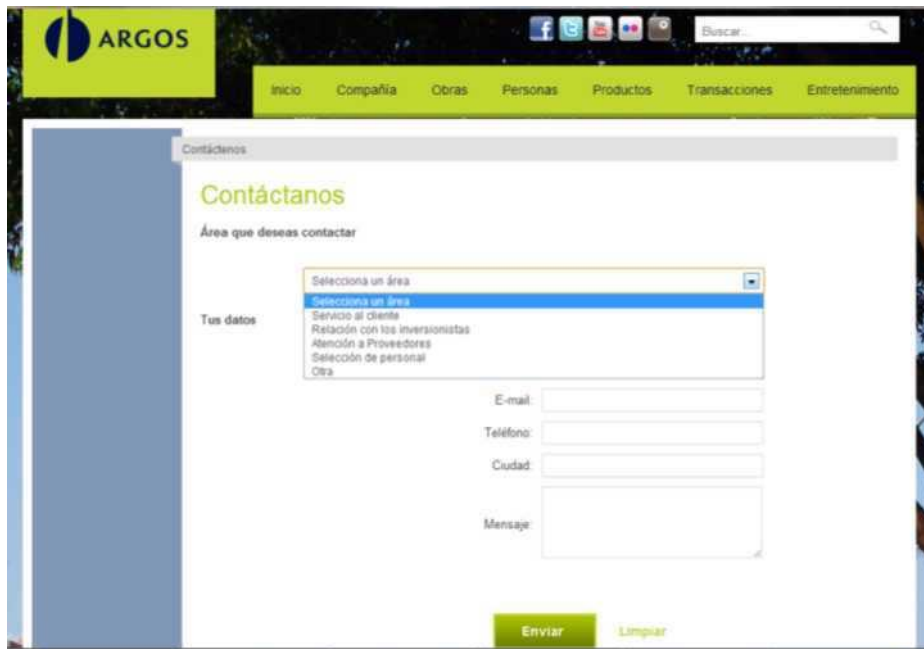 ARGOS
Buscar...
Inicio Compañía Obras Personas Productos Transacciones Entretenimiento
Contáctenos
Contáctanos
Área que deseas contactar
Selecciona un área
Selecciona un área
Servicio al cliente
Relación con los inversionistas
Atención a Proveedores
Selección de personal
Otra
Tus datos
E-mail:
Teléfono:
Ciudad:
Mensaje:
Enviar Limpiar